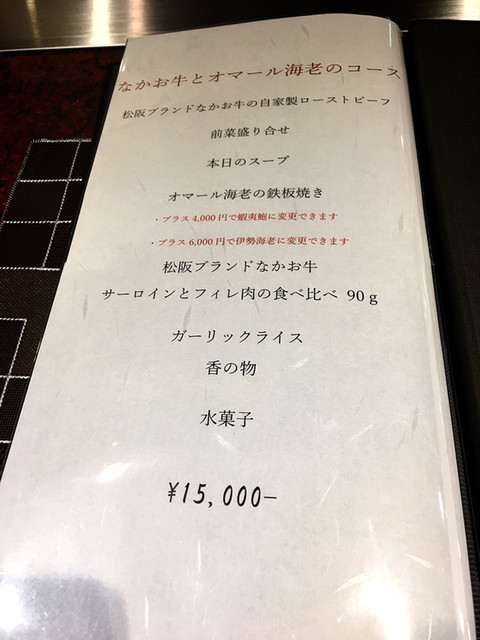 なかお牛とオマール海老のコース
松阪ブランドなかお牛の自家製ローストビーフ
前菜盛り合せ
本日のスープ
オマール海老の鉄板焼き
・プラス4,000円で蝦夷鮑に変更できます
・プラス6,000円で伊勢海老に変更できます
松阪ブランドなかお牛
サーロインとフィレ肉の食べ比べ 90g
ガーリックライス
香の物
水菓子
¥15,000−